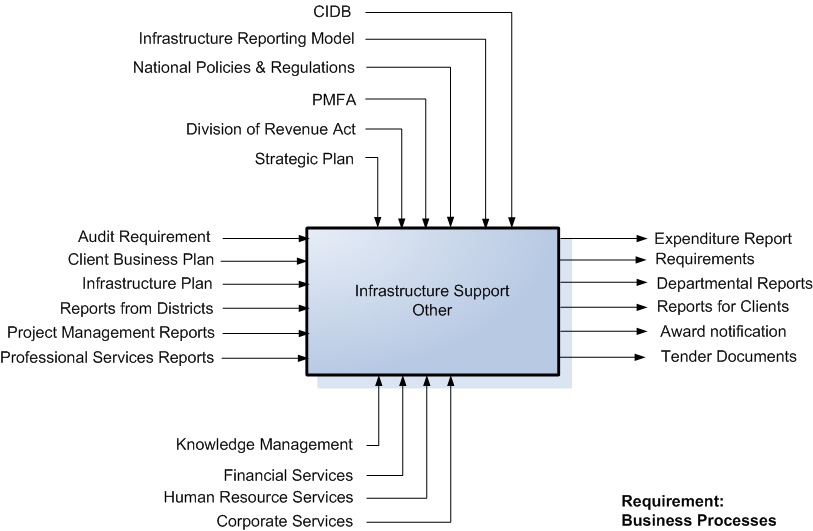 CIDB
Infrastructure Reporting Model
National Policies & Regulations
PMFA
Division of Revenue Act
Strategic Plan
Audit Requirement
Client Business Plan
Infrastructure Plan
Reports from Districts
Project Management Reports
Professional Services Reports
Infrastructure Support
Other
Expenditure Report
Requirements
Departmental Reports
Reports for Clients
Award notification
Tender Documents
Knowledge Management
Financial Services
Human Resource Services
Corporate Services
Requirement:
Business Processes